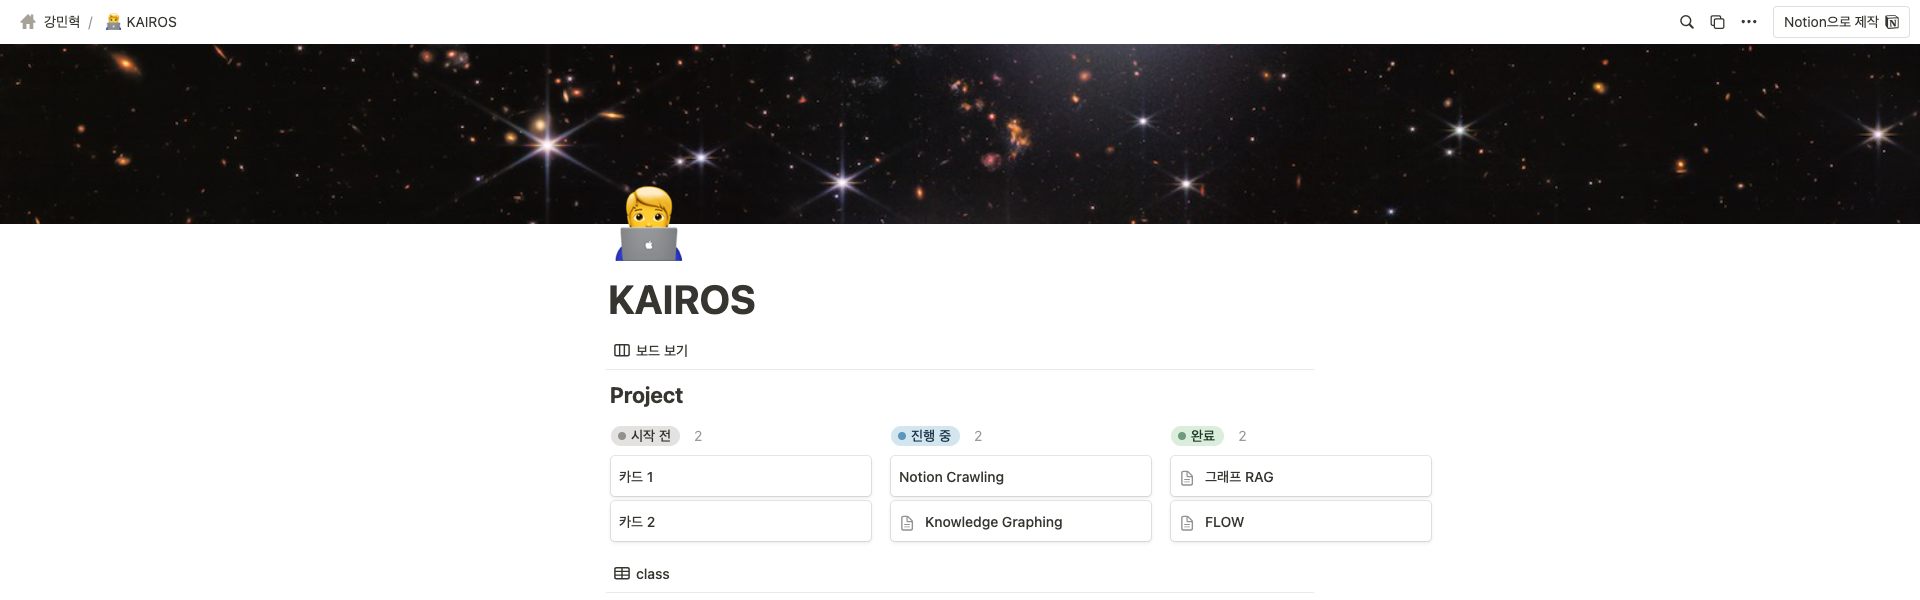 강민혁 / KAIROS
Notion으로 제작
KAIROS
보드 보기
Project
시작 전 2
진행 중 2
완료 2
카드 1
Notion Crawling
그래프 RAG
카드 2
Knowledge Graphing
FLOW
class